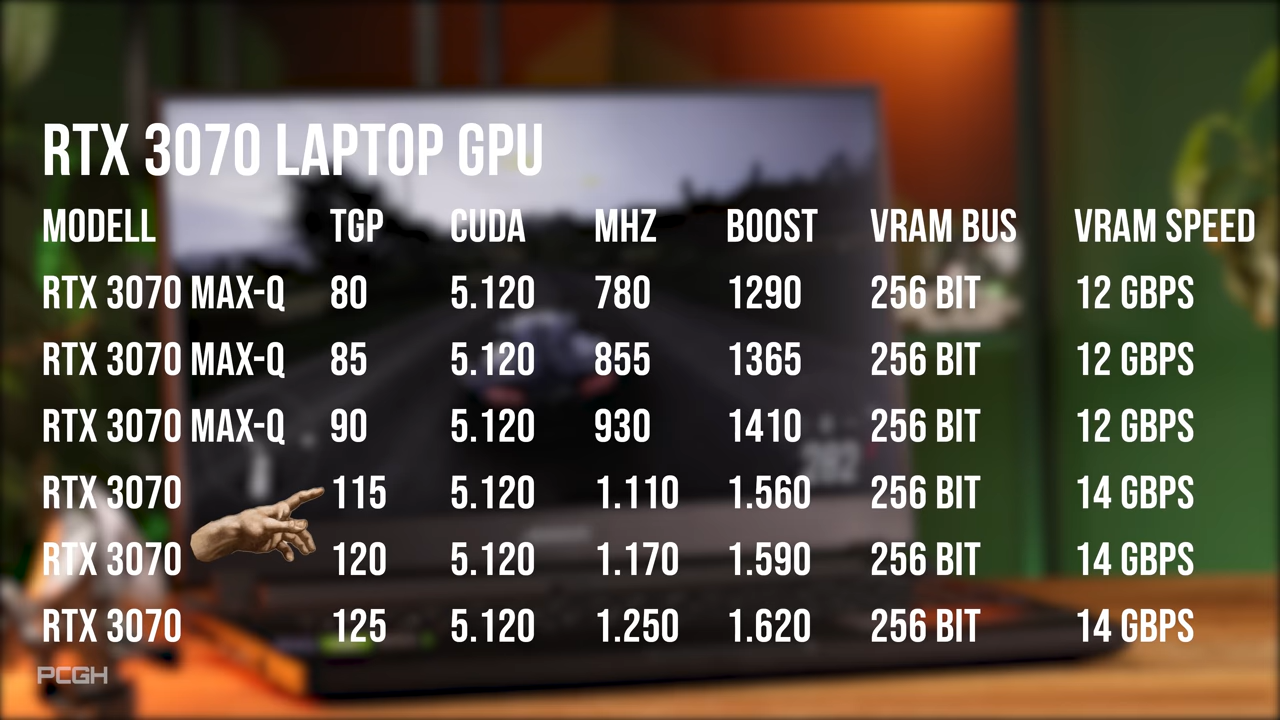 RTX 3070 LAPTOP GPU
MODELL TGP CUDA MHZ BOOST VRAM BUS VRAM SPEED
RTX 3070 MAX-Q 80 5.120 780 1290 256 BIT 12 GBPS
RTX 3070 MAX-Q 85 5.120 855 1365 256 BIT 12 GBPS
RTX 3070 MAX-Q 90 5.120 930 1410 256 BIT 12 GBPS
282
RTX 3070 115 5.120 1.110 1.560 256 BIT 14 GBPS
RTX 3070 120 5.120 1.170 1.590 256 BIT 14 GBPS
RTX 3070 125 5.120 1.250 1.620 256 BIT 14 GBPS
PCGH